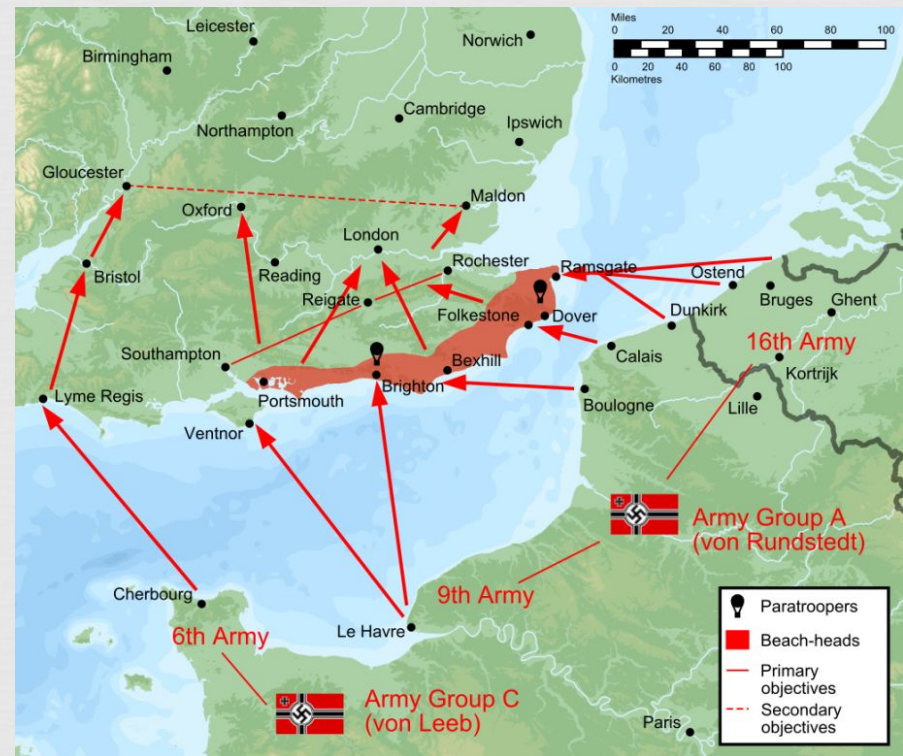 Miles
0 20 40 60 80 100
0 20 40 60 80 100
Kilometres
Leicester
Norwich
Birmingham
Cambridge
Northampton
Ipswich
Gloucester
Oxford
Maldon
London
Bristol
Reading
Rochester
Ramsgate
Ostend
Reigate
Bruges
Folkestone
Dover
Dunkirk
Ghent
16th Army
Southampton
Bexhill
Calais
Kortrijk
Lyme Regis
Portsmouth
Brighton
Boulogne
Lille
Ventnor
Army Group A
(von Rundstedt)
Cherbourg
9th Army
6th Army
Le Havre
Army Group C
(von Leeb)
Paris
Paratroopers
Beach-heads
Primary
objectives
Secondary
objectives